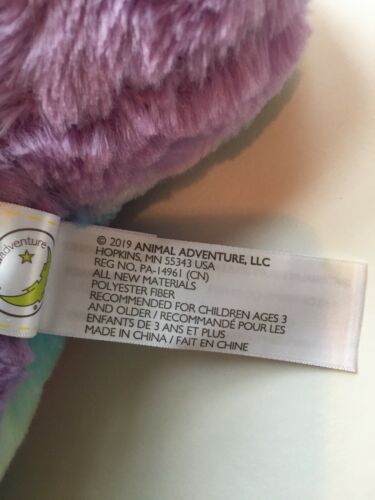 adventure
© 2019 ANIMAL ADVENTURE, LLC
HOPKINS, MN 55343 USA
REG NO. PA-14961 (CN)
ALL NEW MATERIALS
POLYESTER FIBER
RECOMMENDED FOR CHILDREN AGES 3
AND OLDER / RECOMMANDÉ POUR LES
ENFANTS DE 3 ANS ET PLUS
MADE IN CHINA / FAIT EN CHINE